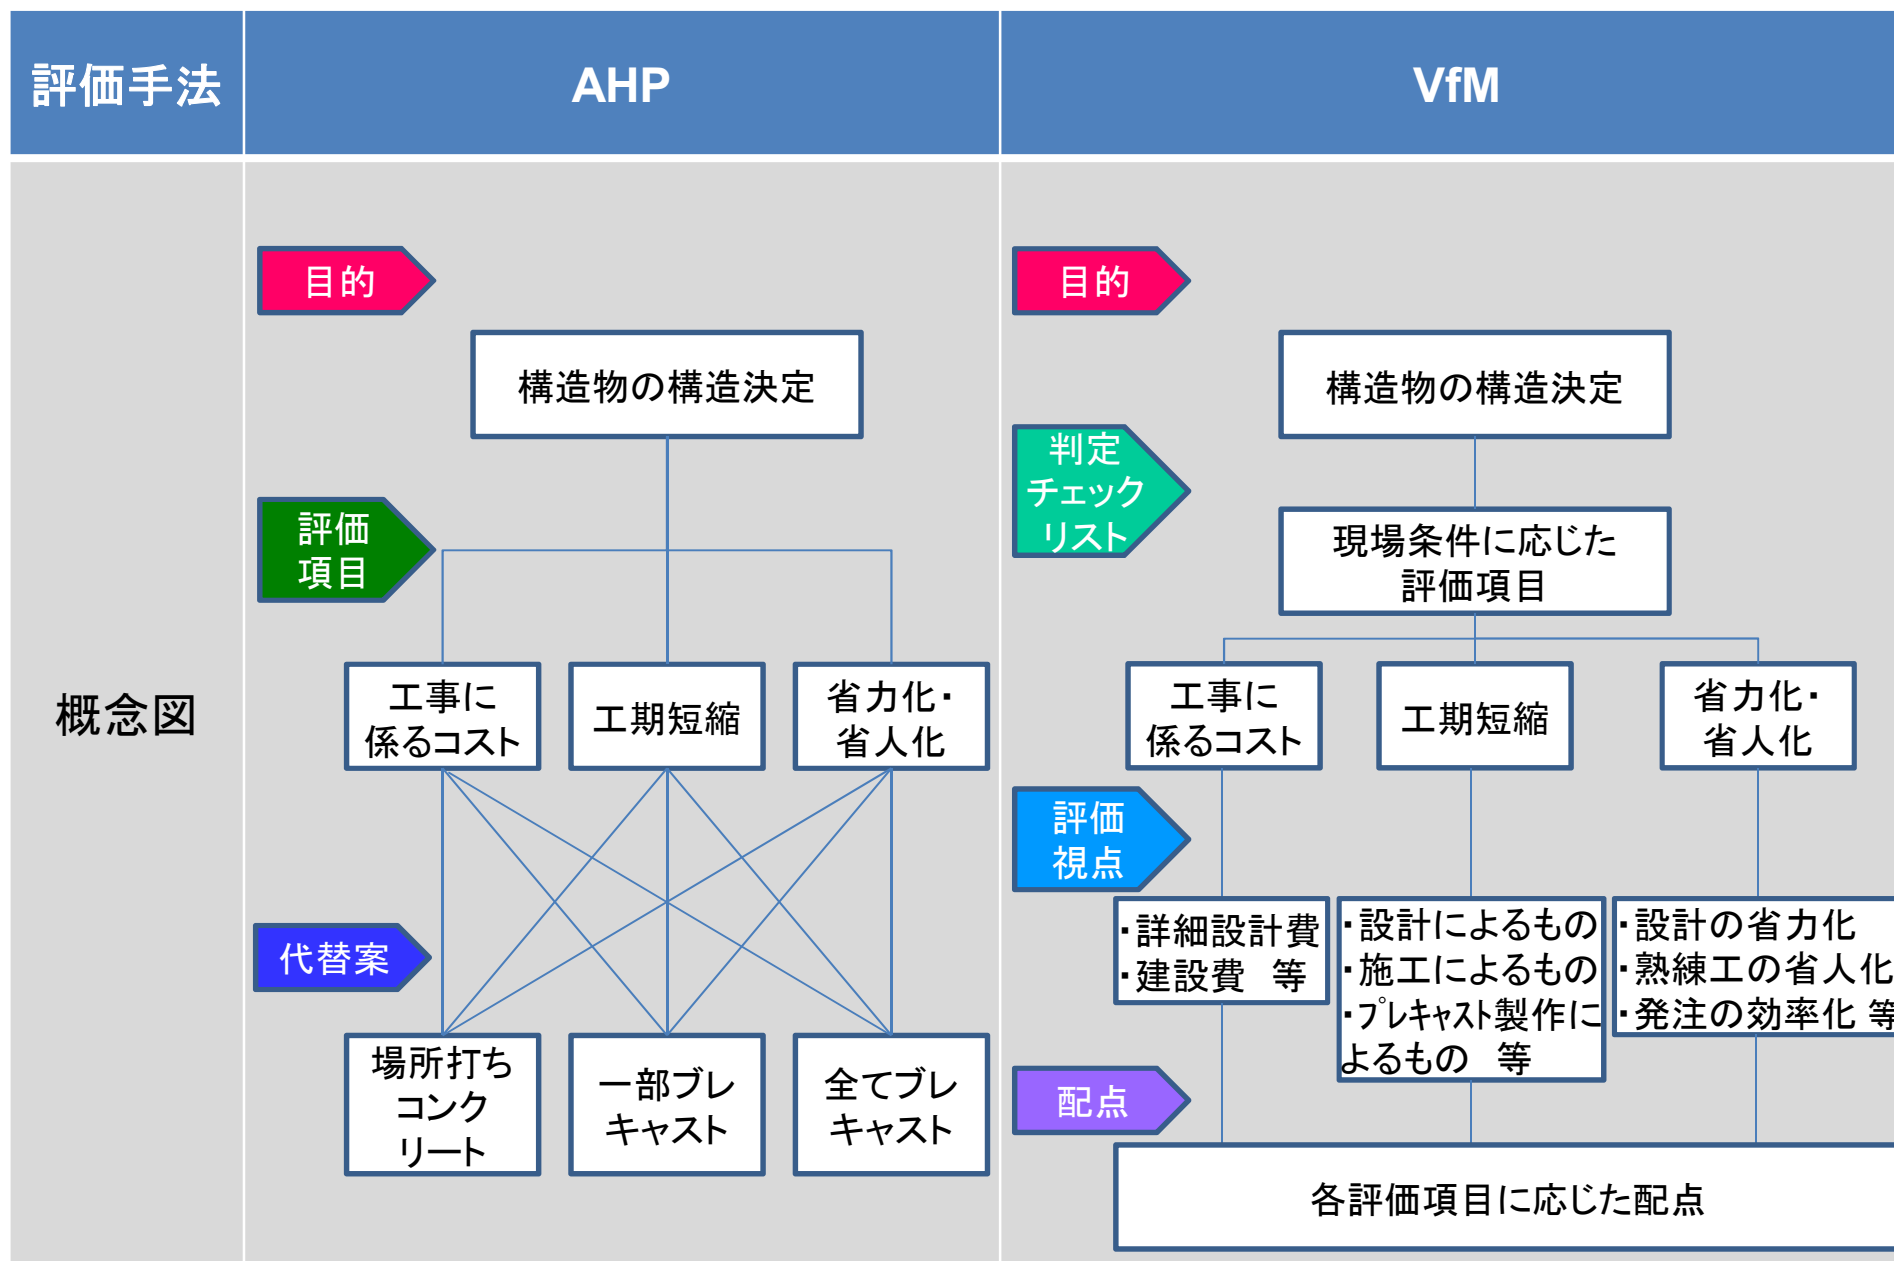 評価手法
AHP
VfM
概念図
目的
構造物の構造決定
評価
項目
工事に
係るコスト
工期短縮
省力化・
省人化
代替案
場所打ち
コンク
リート
一部ブレ
キャスト
全てブレ
キャスト
目的
構造物の構造決定
判定
チェック
リスト
現場条件に応じた
評価項目
工事に
係るコスト
工期短縮
省力化・
省人化
評価
視点
・詳細設計費
・建設費　等
・設計によるもの
・施工によるもの
・プレキャスト製作に
よるもの　等
・設計の省力化
・熟練工の省人化
・発注の効率化 等
配点
各評価項目に応じた配点